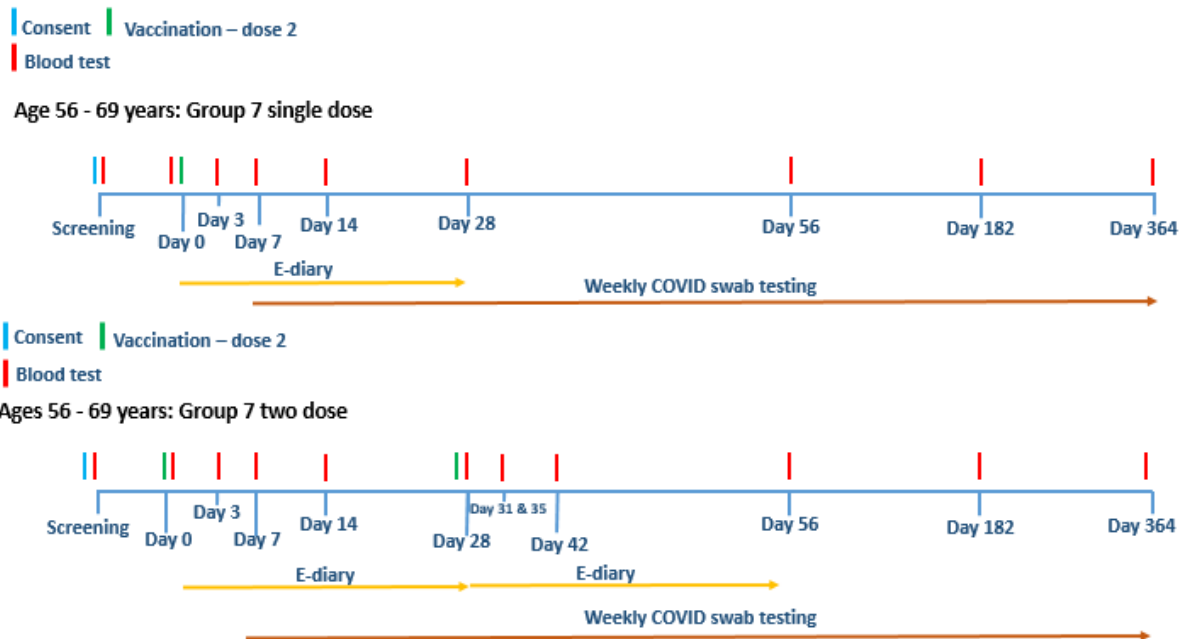 Consent Vaccination – dose 2
Blood test
Age 56 - 69 years: Group 7 single dose
Screening Day 0 Day 3 Day 7 Day 14 Day 28 Day 56 Day 182 Day 364
E-diary
Weekly COVID swab testing
Consent Vaccination – dose 2
Blood test
Ages 56 - 69 years: Group 7 two dose
Screening Day 0 Day 3 Day 7 Day 14 Day 28 Day 31 & 35 Day 42 Day 56 Day 182 Day 364
E-diary E-diary
Weekly COVID swab testing